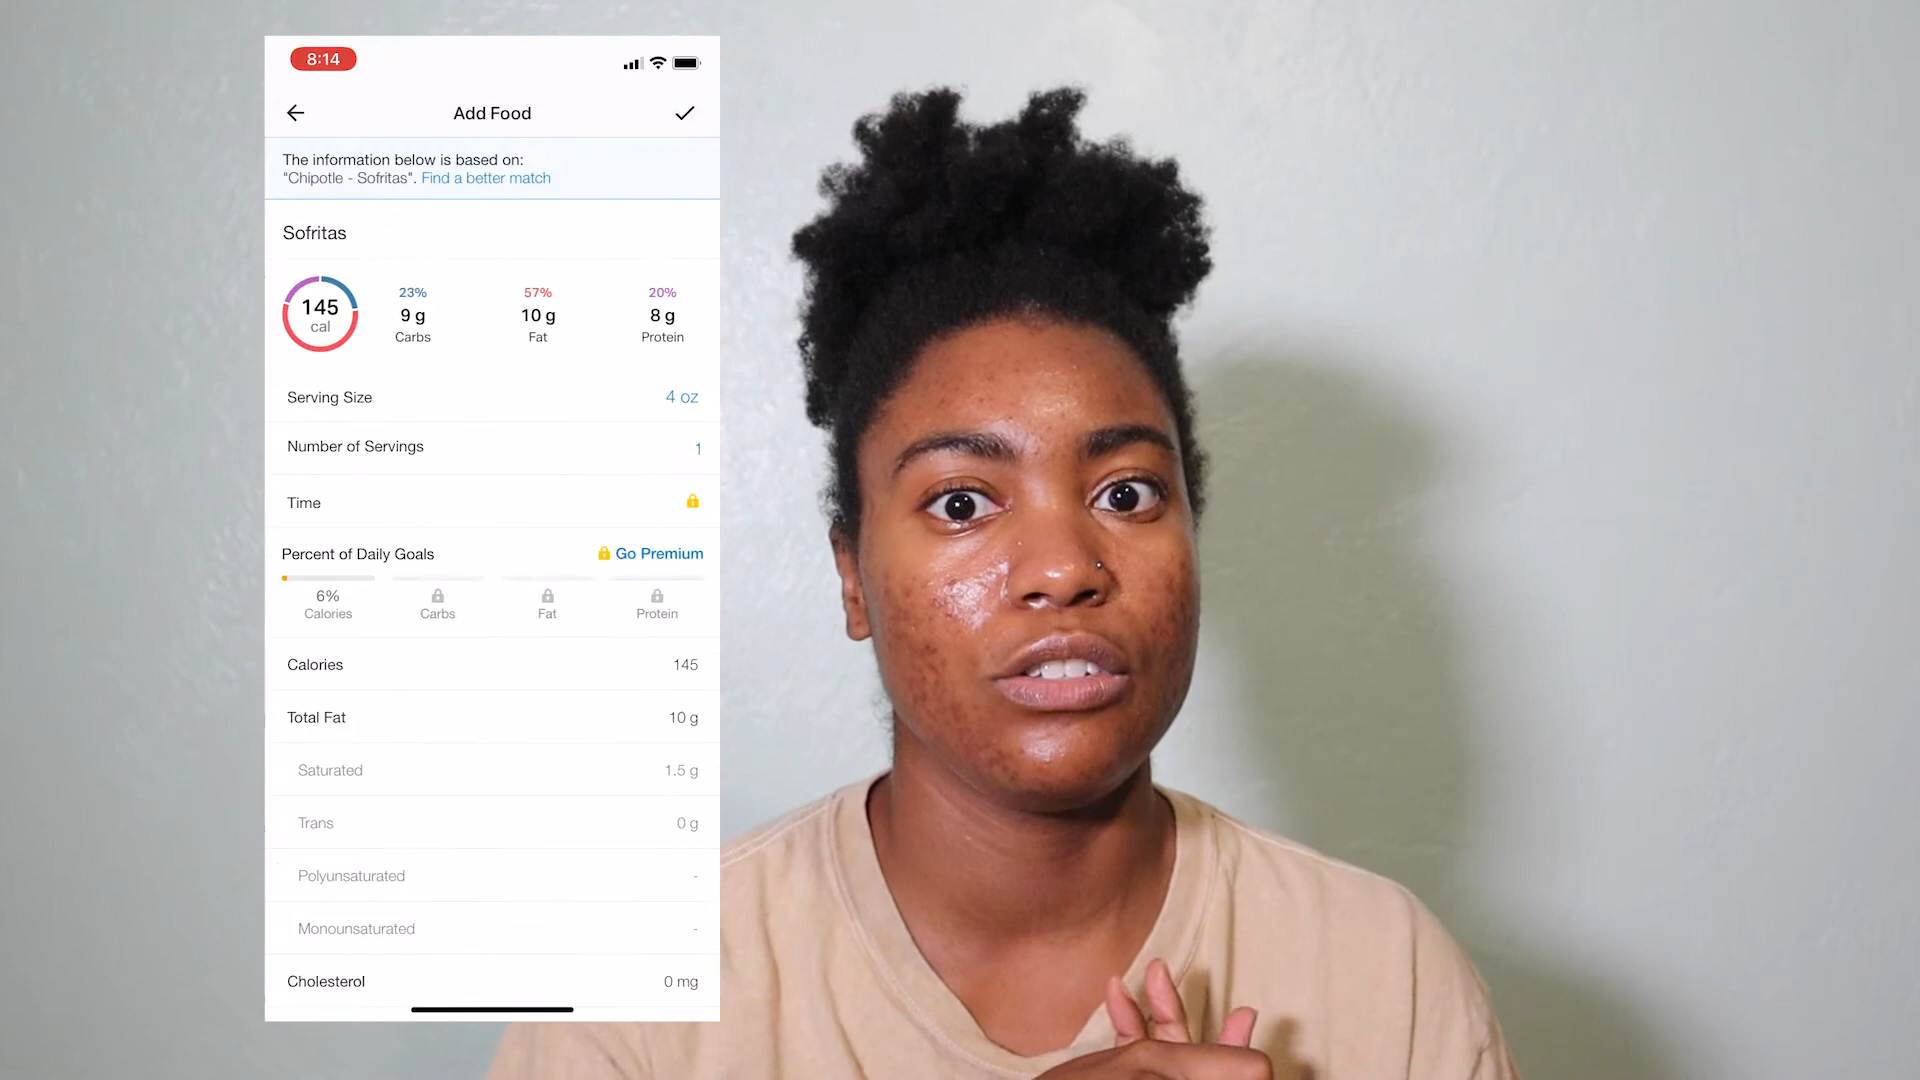 8:14
Add Food
The information below is based on:
"Chipotle - Sofritas". Find a better match
Sofritas
145
cal
23%
9 g
Carbs
57%
10 g
Fat
20%
8 g
Protein
Serving Size 4 oz
Number of Servings 1
Time
Percent of Daily Goals Go Premium
6%
Calories Carbs Fat Protein
Calories 145
Total Fat 10 g
Saturated 1.5 g
Trans 0 g
Polyunsaturated -
Monounsaturated -
Cholesterol 0 mg